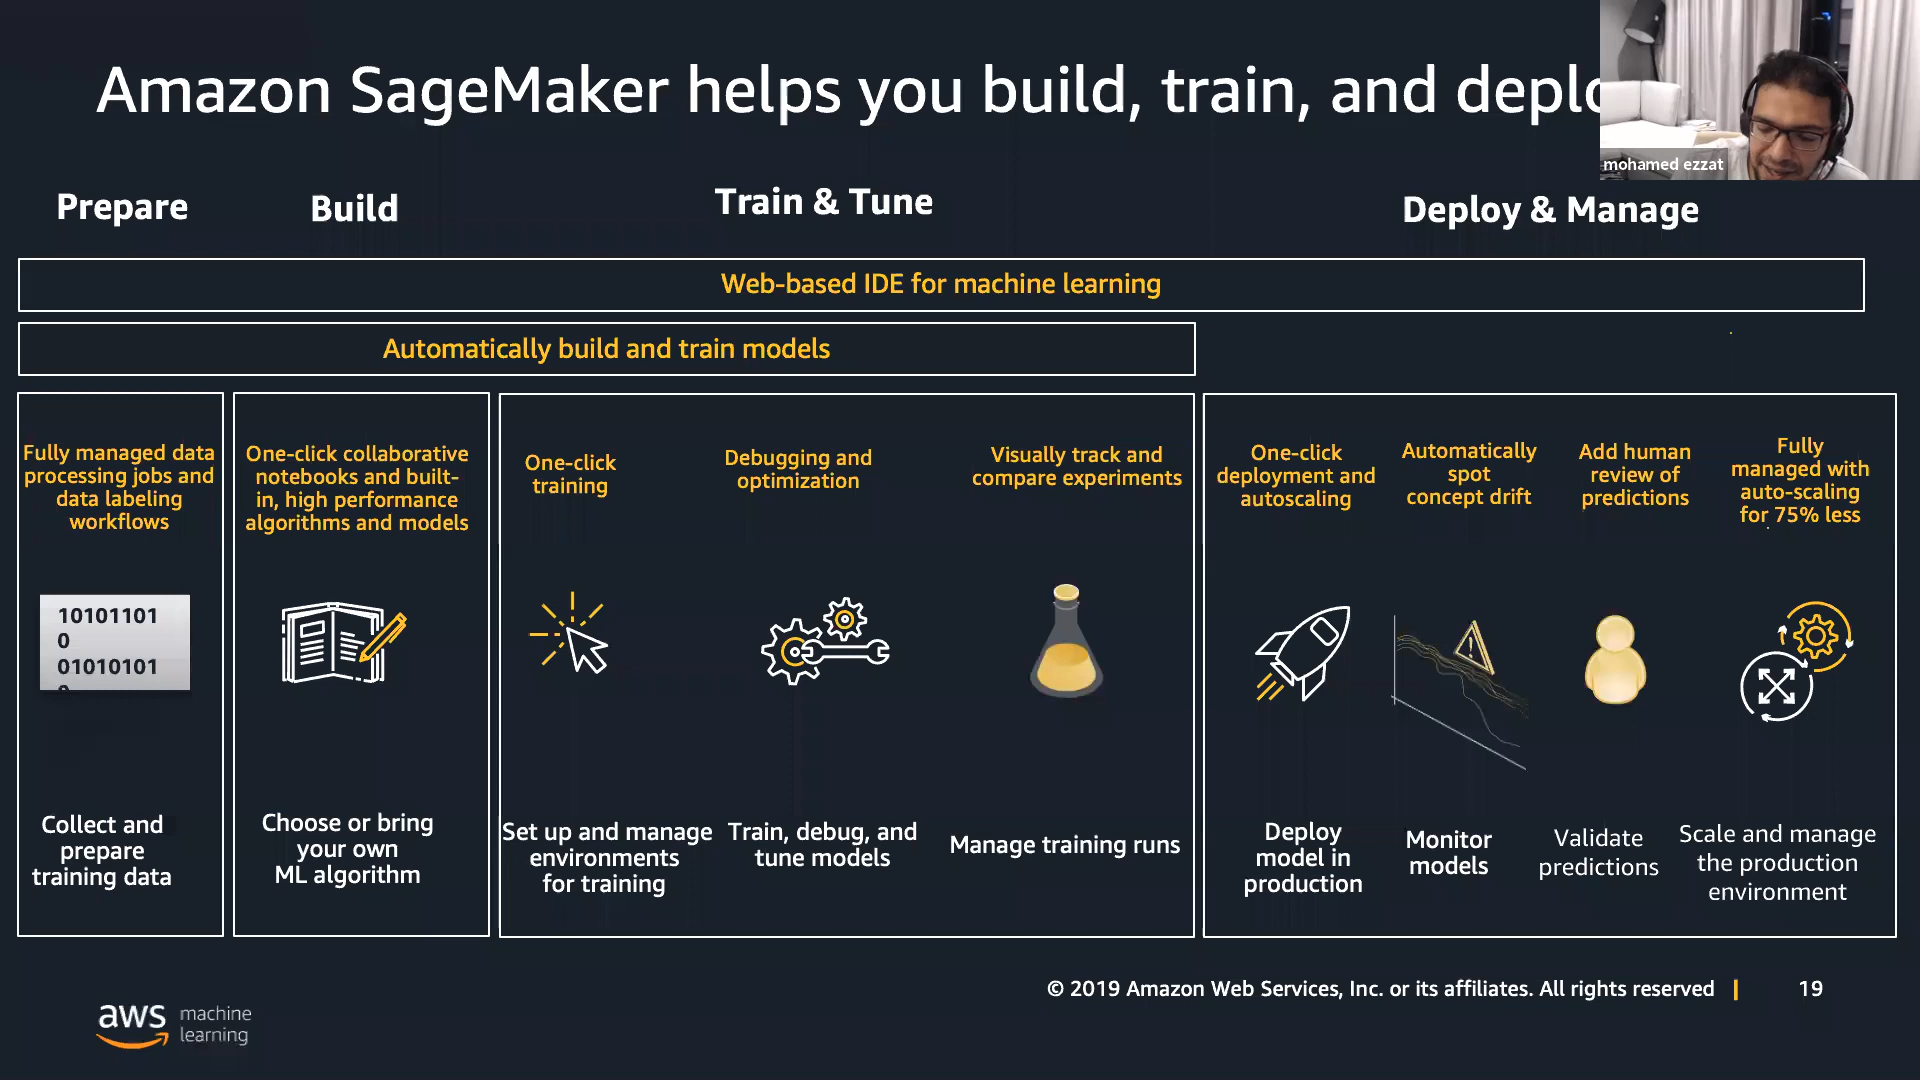 Amazon SageMaker helps you build, train, and deplo
mohamed ezzat
Prepare
Build
Train & Tune
Deploy & Manage
Web-based IDE for machine learning
Automatically build and train models
Fully managed data
processing jobs and
data labeling
workflows
10101101
0
01010101
Collect and
prepare
training data
One-click collaborative
notebooks and built-
in, high performance
algorithms and models
Choose or bring
your own
ML algorithm
One-click
training
Set up and manage
environments
for training
Debugging and
optimization
Train, debug, and
tune models
Visually track and
compare experiments
Manage training runs
One-click
deployment and
autoscaling
Deploy
model in
production
Automatically
spot
concept drift
Monitor
models
Add human
review of
predictions
Validate
predictions
Fully
managed with
auto-scaling
for 75% less
Scale and manage
the production
environment
© 2019 Amazon Web Services, Inc. or its affiliates. All rights reserved | 19
aws machine
learning